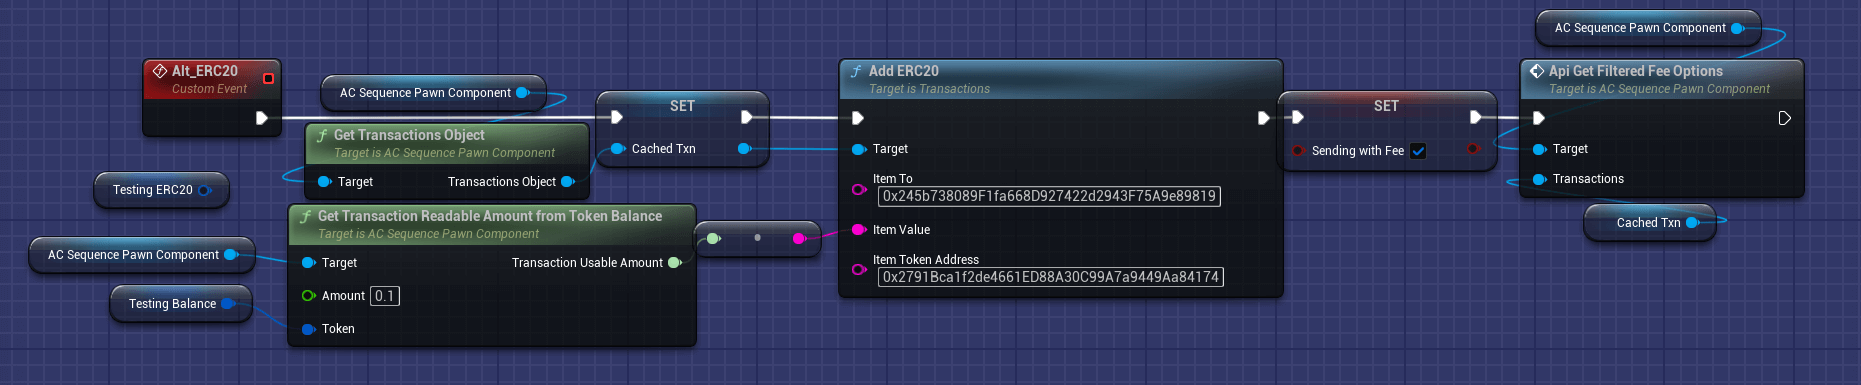 Alt_ERC20
Custom Event
AC Sequence Pawn Component
Get Transactions Object
Target is AC Sequence Pawn Component
Target
Transactions Object
Testing ERC20
SET
Cached Txn
Get Transaction Readable Amount from Token Balance
Target is AC Sequence Pawn Component
AC Sequence Pawn Component
Target
Transaction Usable Amount
Amount 0.1
Testing Balance
Token
Add ERC20
Target is Transactions
Target
Item To
0x245b738089F1fa668D927422d2943F75A9e89819
Item Value
Item Token Address
0x2791Bca1f2de4661ED88A30C99A7a9449Aa84174
SET
Sending with Fee
AC Sequence Pawn Component
Api Get Filtered Fee Options
Target is AC Sequence Pawn Component
Target
Transactions
Cached Txn